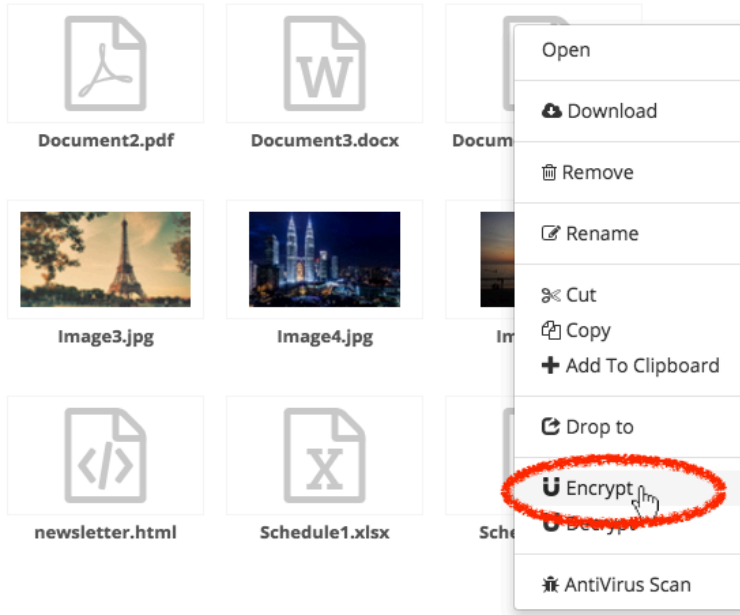 Document2.pdf
Document3.docx
Docum
Image3.jpg
Image4.jpg
Im
newsletter.html
Schedule1.xlsx
Sche
Open
Download
Remove
Rename
Cut
Copy
Add To Clipboard
Drop to
Encrypt
Decrypt
AntiVirus Scan